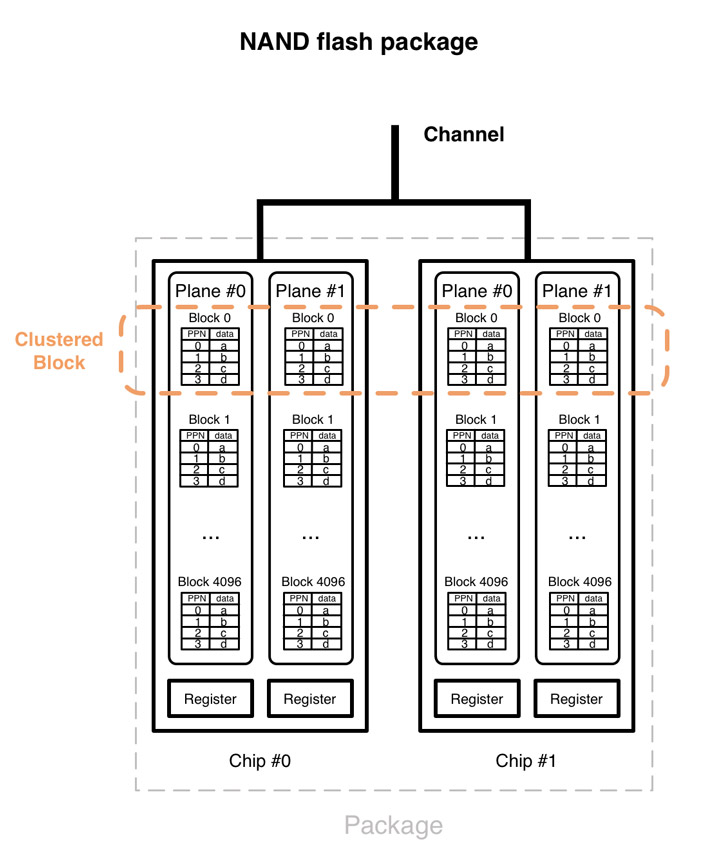 NAND flash package
Channel
Plane #0 Plane #1 Plane #0 Plane #1
Clustered
Block
Block 0 Block 0 Block 0 Block 0
PPN data PPN data PPN data PPN data
0 a 0 a 0 a 0 a
1 b 1 b 1 b 1 b
2 c 2 c 2 c 2 c
3 d 3 d 3 d 3 d
Block 1 Block 1 Block 1 Block 1
PPN data PPN data PPN data PPN data
0 a 0 a 0 a 0 a
1 b 1 b 1 b 1 b
2 c 2 c 2 c 2 c
3 d 3 d 3 d 3 d
... ... ... ...
Block 4096 Block 4096 Block 4096 Block 4096
PPN data PPN data PPN data PPN data
0 a 0 a 0 a 0 a
1 b 1 b 1 b 1 b
2 c 2 c 2 c 2 c
3 d 3 d 3 d 3 d
Register Register Register Register
Chip #0 Chip #1
Package